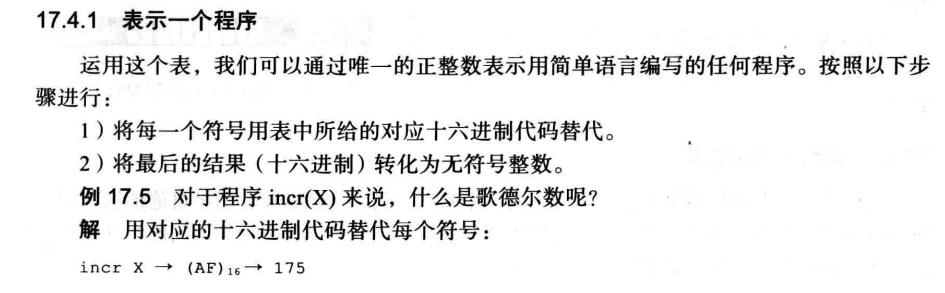 17.4.1 表示一个程序
运用这个表，我们可以通过唯一的正整数表示用简单语言编写的任何程序。按照以下步
骤进行：
1）将每一个符号用表中所给的对应十六进制代码替代。
2）将最后的结果（十六进制）转化为无符号整数。
例 17.5 对于程序 incr(X) 来说，什么是歌德尔数呢?
解 用对应的十六进制代码替代每个符号：
incr X → (AF)₁₆→ 175